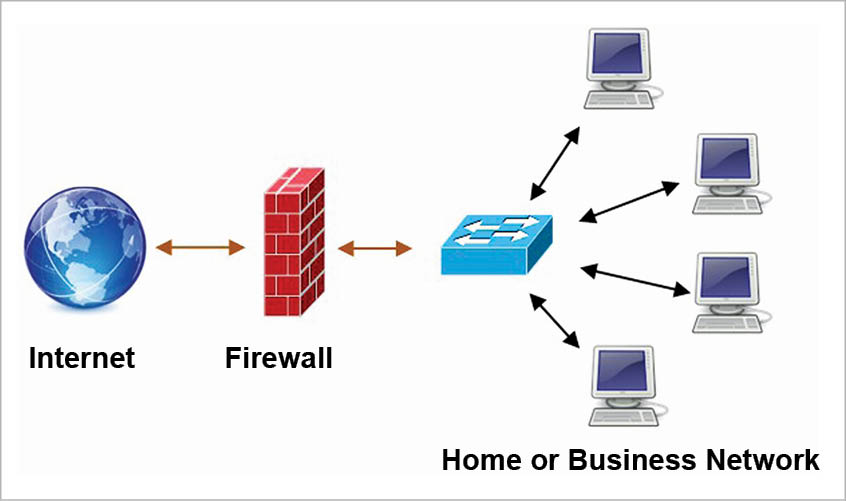 Internet
Firewall
Home or Business Network